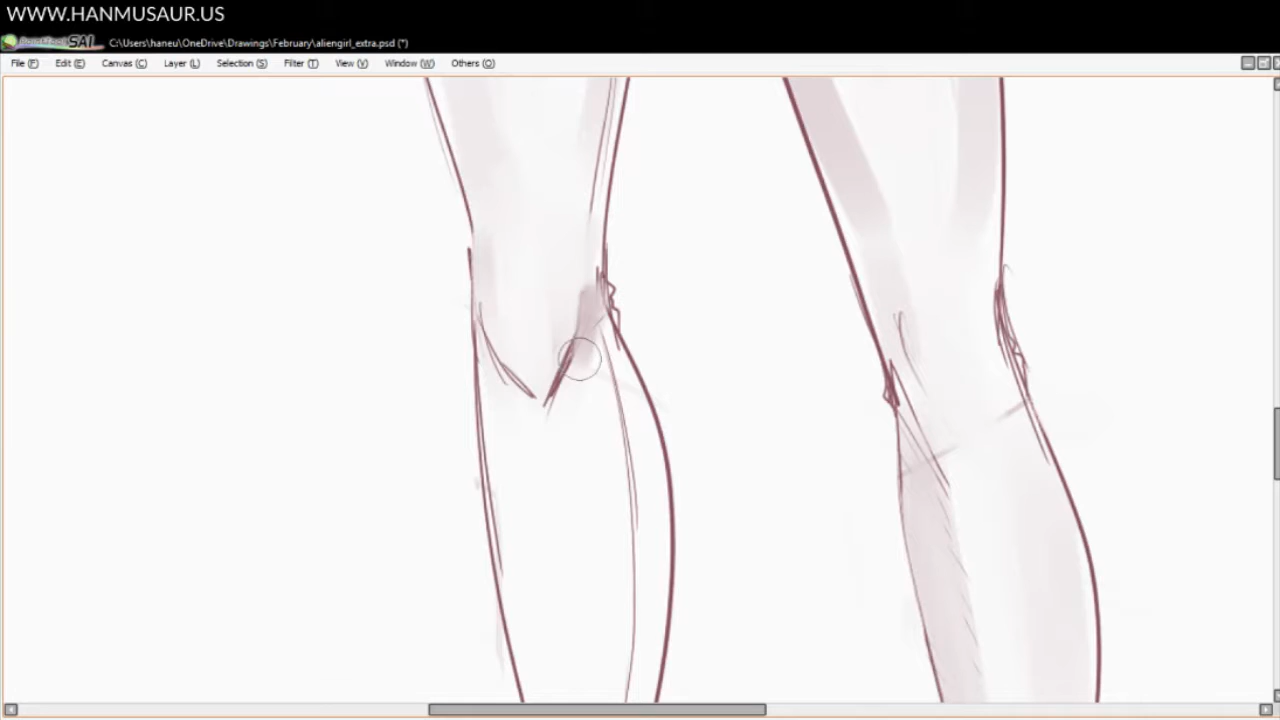 WWW.HANMUSAUR.US
PaintTool SAI C:\Users\haneu\OneDrive\Drawings\February\aliengirl_extra.psd (*)
File (F) Edit (E) Canvas (C) Layer (L) Selection (S) Filter (T) View (V) Window (W) Others (O)